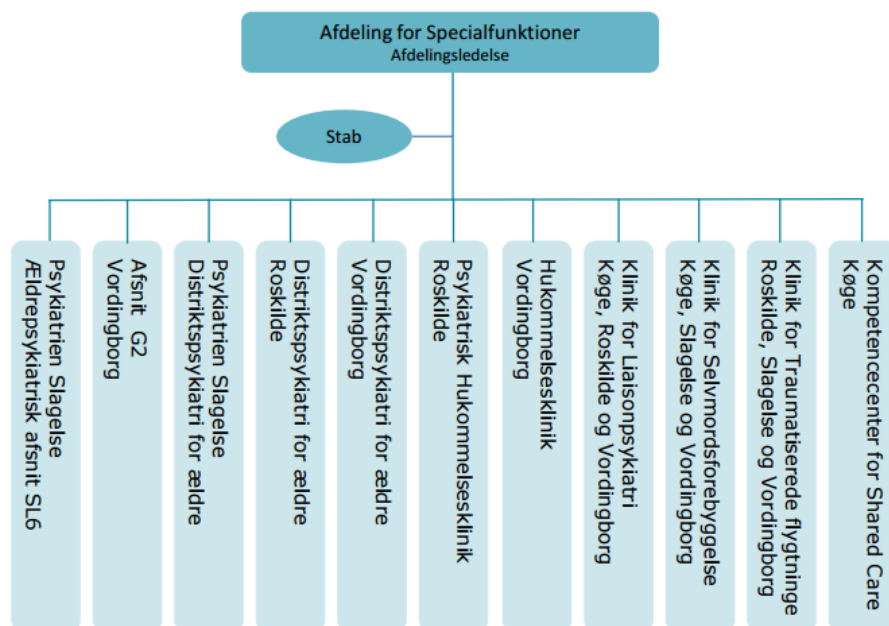 Afdeling for Specialfunktioner
Afdelingsledelse
Stab
Psykiatrien Slagelse
Ældrepsykiatrisk afsnit SL6
Afsnit G2
Vordingborg
Psykiatrien Slagelse
Distriktspsykiatri for ældre
Distriktspsykiatri for ældre
Roskilde
Distriktspsykiatri for ældre
Vordingborg
Psykiatrisk Hukommelsesklinik
Roskilde
Hukommelsesklinik
Vordingborg
Klinik for Liaisonpsykiatri
Køge, Roskilde og Vordingborg
Klinik for Selvmordsforebyggelse
Køge, Slagelse og Vordingborg
Klinik for Traumatiserede flygtninge
Roskilde, Slagelse og Vordingborg
Kompetencecenter for Shared Care
Køge